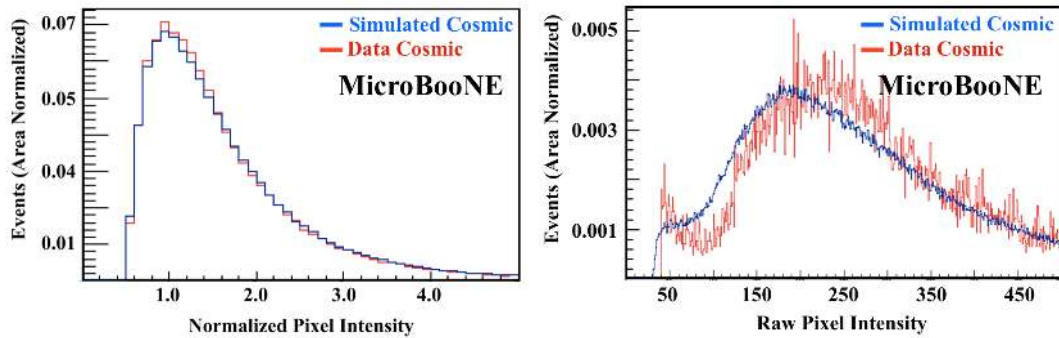 Events (Area Normalized)
0.07
0.05
0.04
0.01
Simulated Cosmic
Data Cosmic
MicroBooNE
1.0 2.0 3.0 4.0
Normalized Pixel Intensity
Events (Area Normalized)
0.005
0.003
0.001
Simulated Cosmic
Data Cosmic
MicroBooNE
50 150 250 350 450
Raw Pixel Intensity